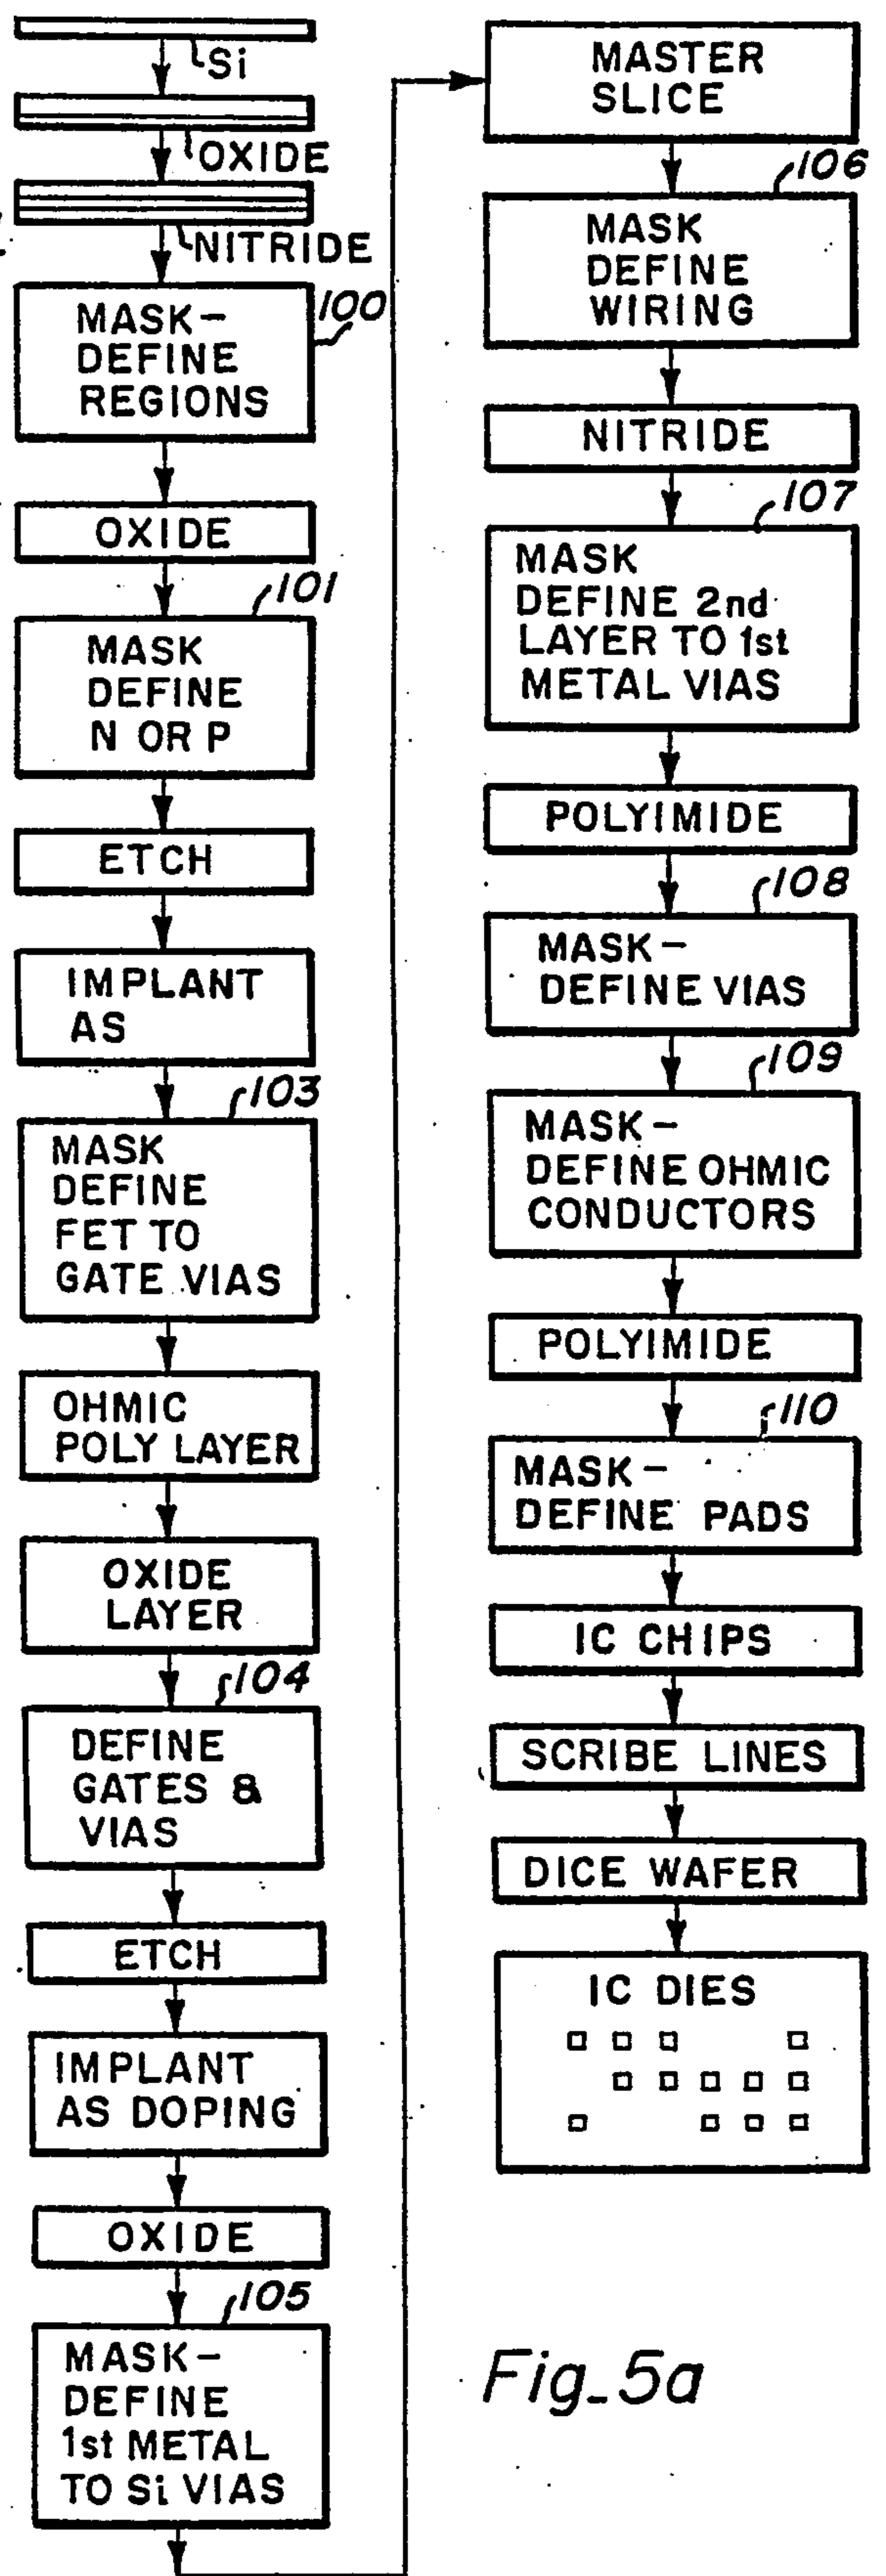 Si
OXIDE
NITRIDE
100
MASK-
DEFINE
REGIONS
OXIDE
101
MASK
DEFINE
N OR P
ETCH
IMPLANT
AS
103
MASK
DEFINE
FET TO
GATE VIAS
OHMIC
POLY LAYER
OXIDE
LAYER
104
DEFINE
GATES &
VIAS
ETCH
IMPLANT
AS DOPING
OXIDE
105
MASK-
DEFINE
1st METAL
TO Si VIAS
MASTER
SLICE
106
MASK
DEFINE
WIRING
NITRIDE
107
MASK
DEFINE 2nd
LAYER TO 1st
METAL VIAS
POLYIMIDE
108
MASK-
DEFINE VIAS
109
MASK-
DEFINE OHMIC
CONDUCTORS
POLYIMIDE
110
MASK-
DEFINE PADS
IC CHIPS
SCRIBE LINES
DICE WAFER
IC DIES
Fig_5a